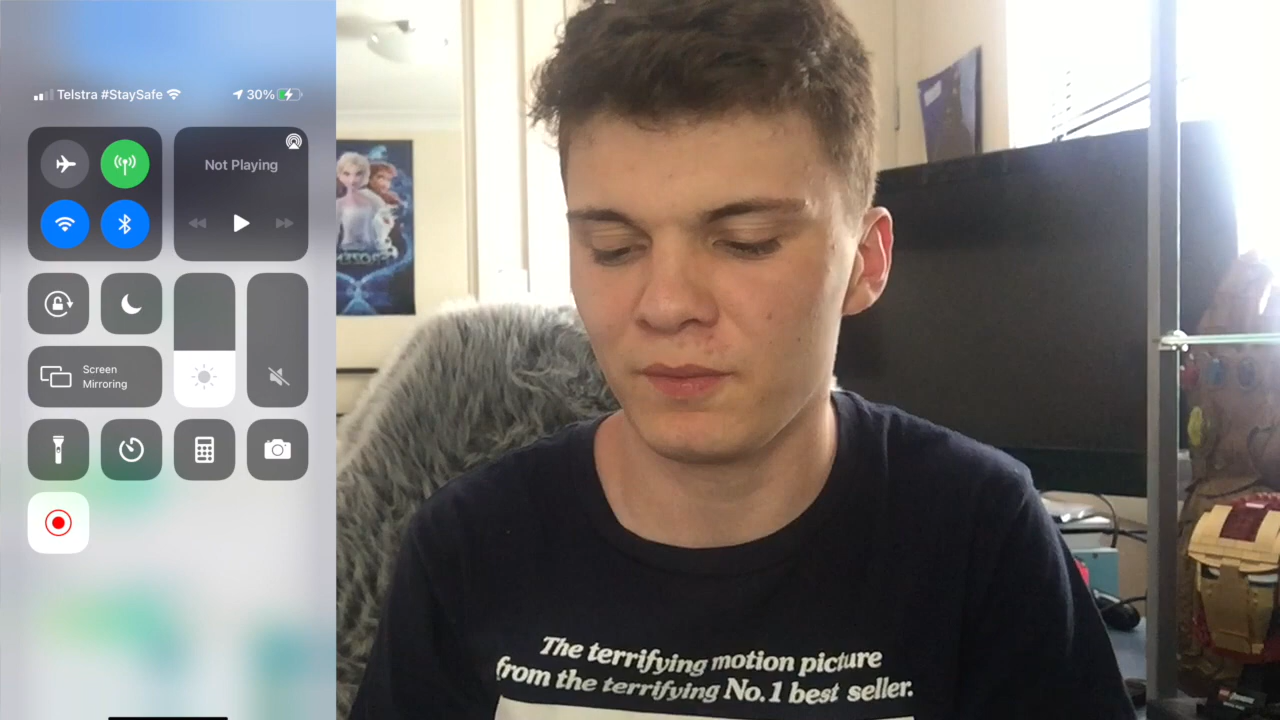 Telstra #StaySafe
30%
Not Playing
Screen
Mirroring
The terrifying motion picture
from the terrifying No. 1 best seller.